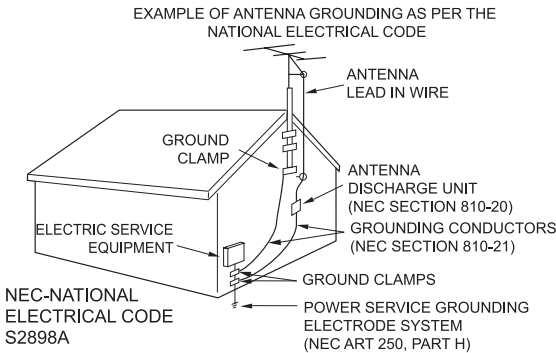 EXAMPLE OF ANTENNA GROUNDING AS PER THE
NATIONAL ELECTRICAL CODE
ANTENNA
LEAD IN WIRE
GROUND
CLAMP
ANTENNA
DISCHARGE UNIT
(NEC SECTION 810-20)
ELECTRIC SERVICE
EQUIPMENT
GROUNDING CONDUCTORS
(NEC SECTION 810-21)
GROUND CLAMPS
NEC-NATIONAL
ELECTRICAL CODE
S2898A
POWER SERVICE GROUNDING
ELECTRODE SYSTEM
(NEC ART 250, PART H)